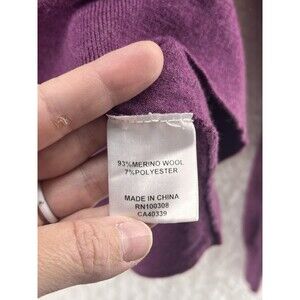 93%MERINO WOOL
7%POLYESTER
MADE IN CHINA
RN100308
CA40339